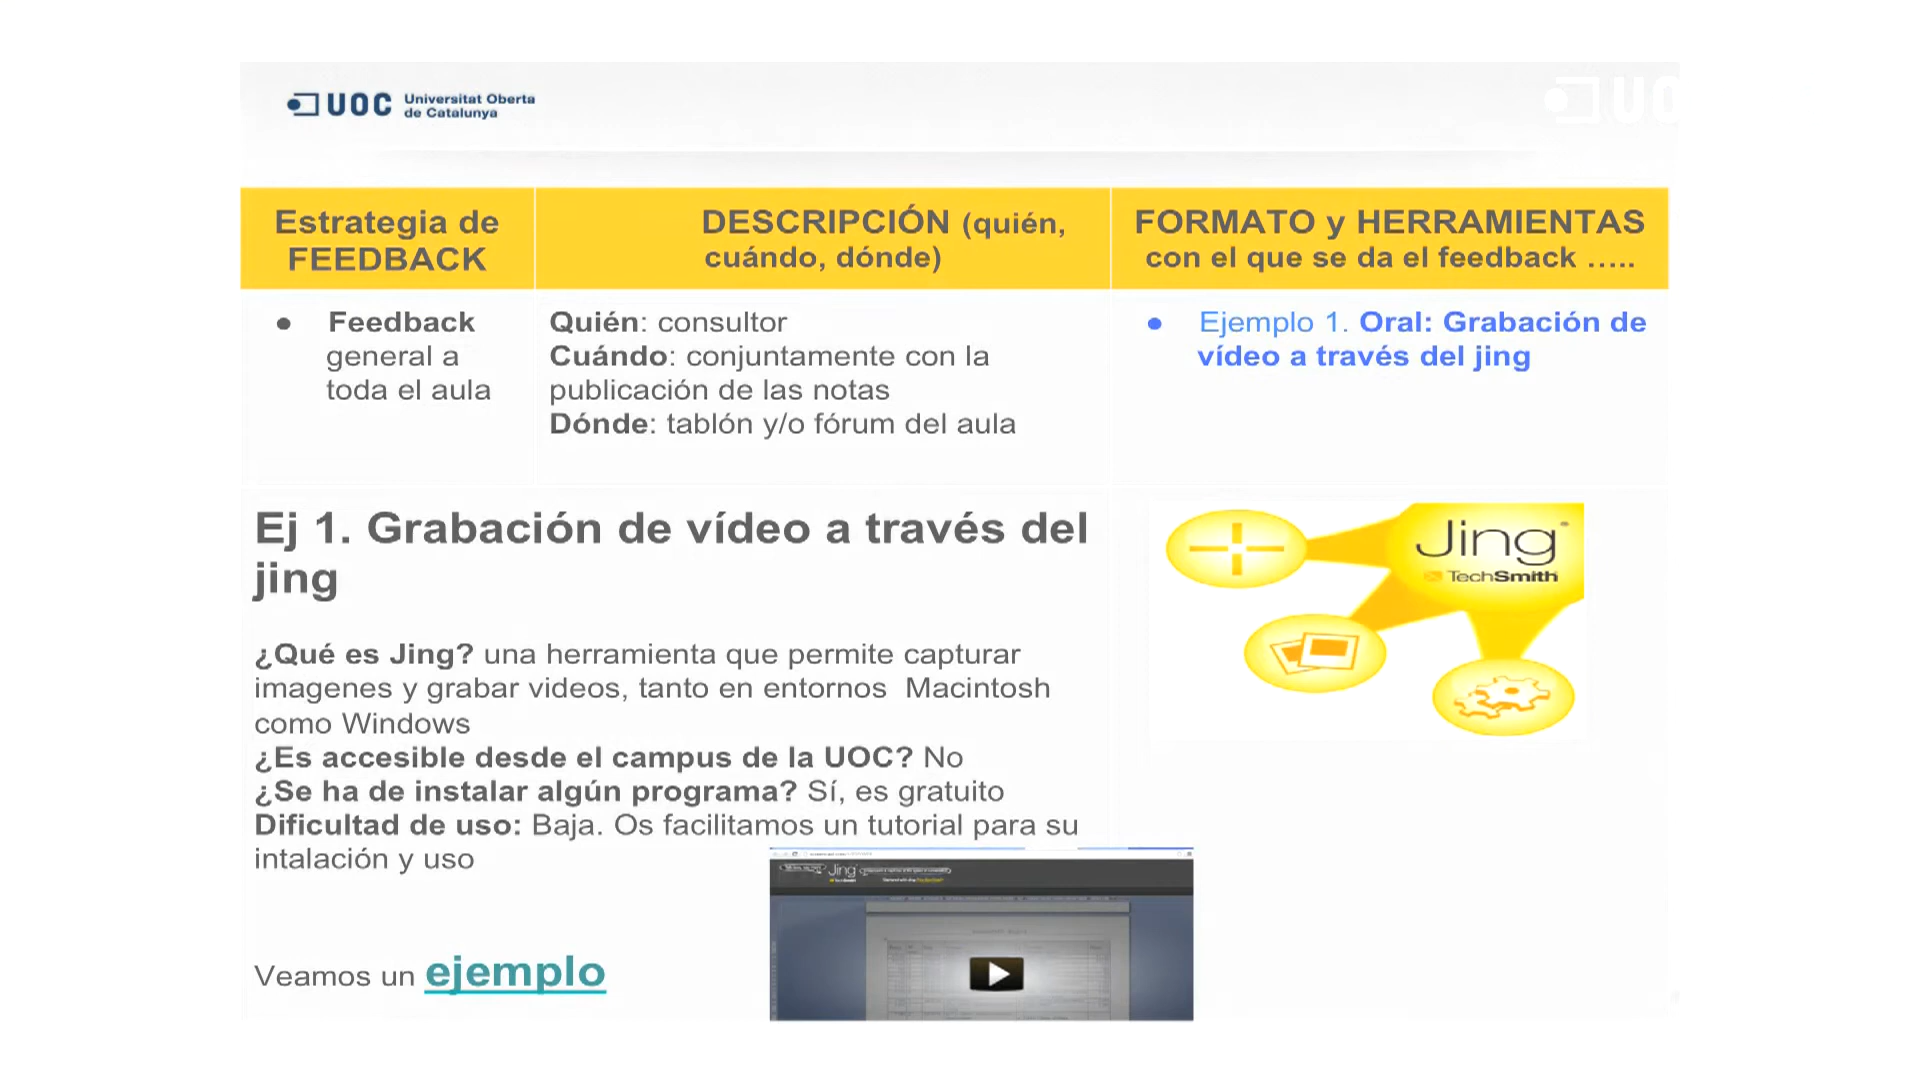 UOC Universitat Oberta
de Catalunya
UOC
Estrategia de
FEEDBACK
DESCRIPCIÓN (quién,
cuándo, dónde)
FORMATO y HERRAMIENTAS
con el que se da el feedback .....
● Feedback
general a
toda el aula
Quién: consultor
Cuándo: conjuntamente con la
publicación de las notas
Dónde: tablón y/o fórum del aula
● Ejemplo 1. Oral: Grabación de
vídeo a través del jing
Ej 1. Grabación de vídeo a través del
jing
¿Qué es Jing? una herramienta que permite capturar
imagenes y grabar videos, tanto en entornos Macintosh
como Windows
¿Es accesible desde el campus de la UOC? No
¿Se ha de instalar algún programa? Sí, es gratuito
Dificultad de uso: Baja. Os facilitamos un tutorial para su
intalación y uso
Veamos un ejemplo
Jing
TechSmith
Jing